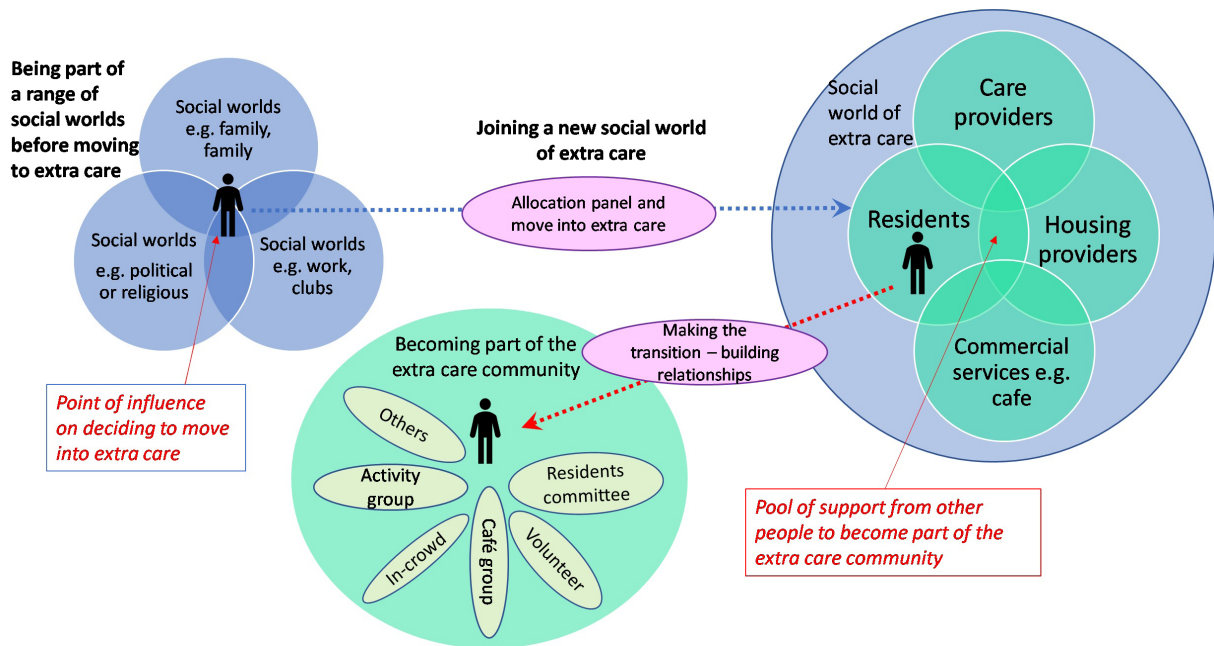 Being part of
a range of
social worlds
before moving
to extra care
Social worlds
e.g. family,
family
Social worlds
e.g. political
or religious
Social worlds
e.g. work,
clubs
Point of influence
on deciding to move
into extra care
Joining a new social world
of extra care
Allocation panel and
move into extra care
Social
world of
extra care
Care
providers
Residents
Housing
providers
Commercial
services e.g.
cafe
Pool of support from other
people to become part of the
extra care community
Making the
transition – building
relationships
Becoming part of the
extra care community
Others
Activity
group
In-crowd
Café group
Volunteer
Residents
committee